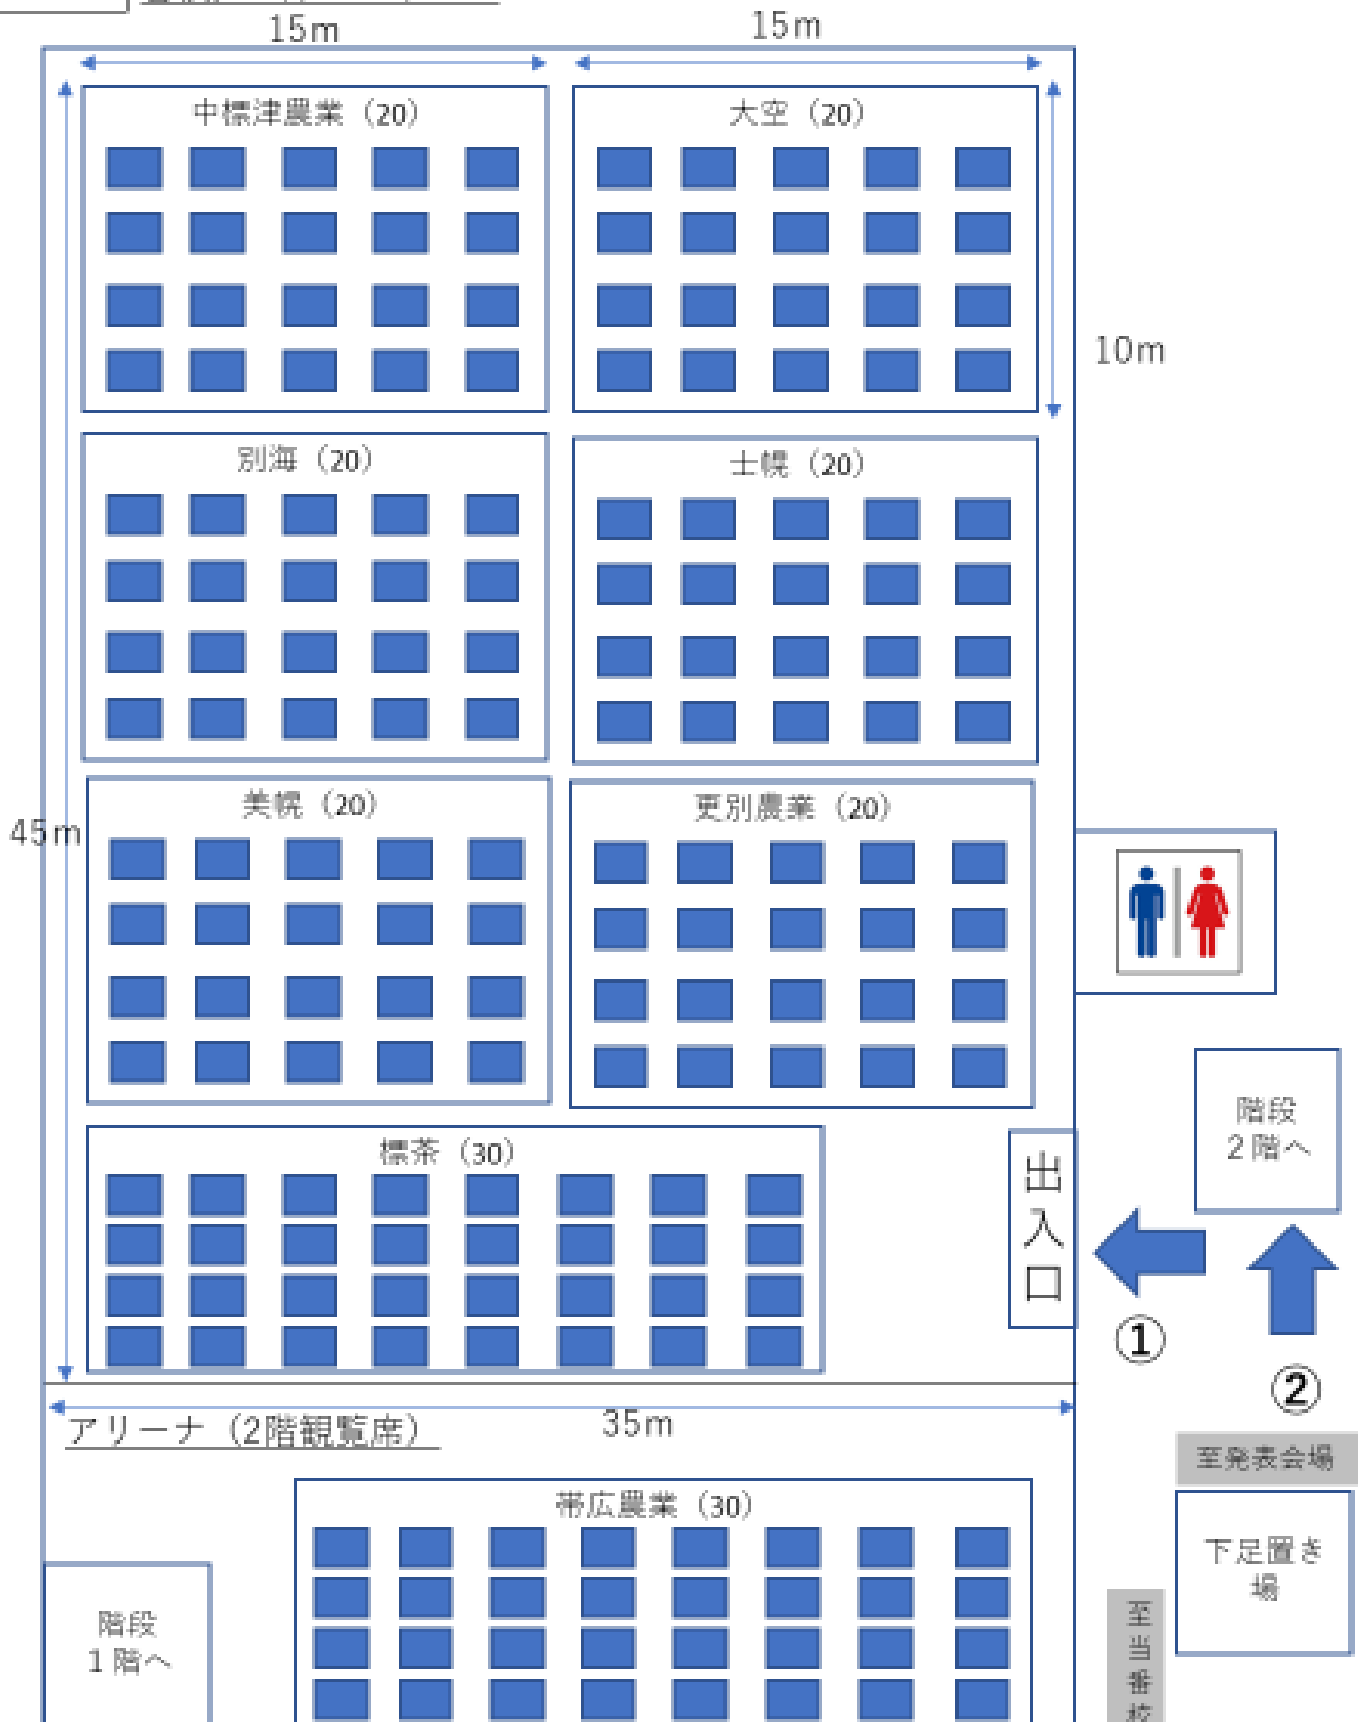 15m
15m
中標津農業（20）
大空（20）
10m
別海（20）
士幌（20）
美幌（20）
更別農業（20）
45m
階段
２階へ
標茶（30）
出入口
①
②
35m
アリーナ（2階観覧席）
至発表会場
帯広農業（30）
下足置き
場
階段
１階へ
至当番校